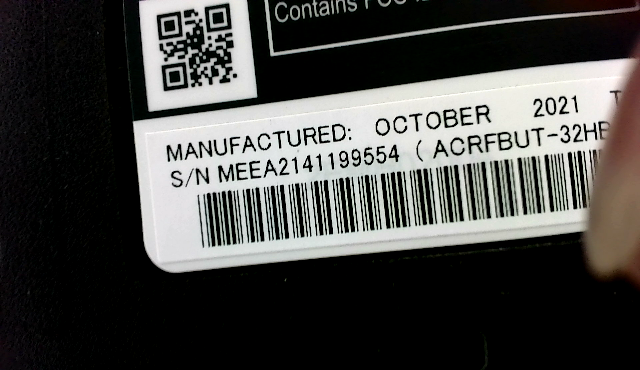 Contains FCC
MANUFACTURED: OCTOBER 2021 T
S/N MEEA2141199554 ( ACRFBUT-32HB